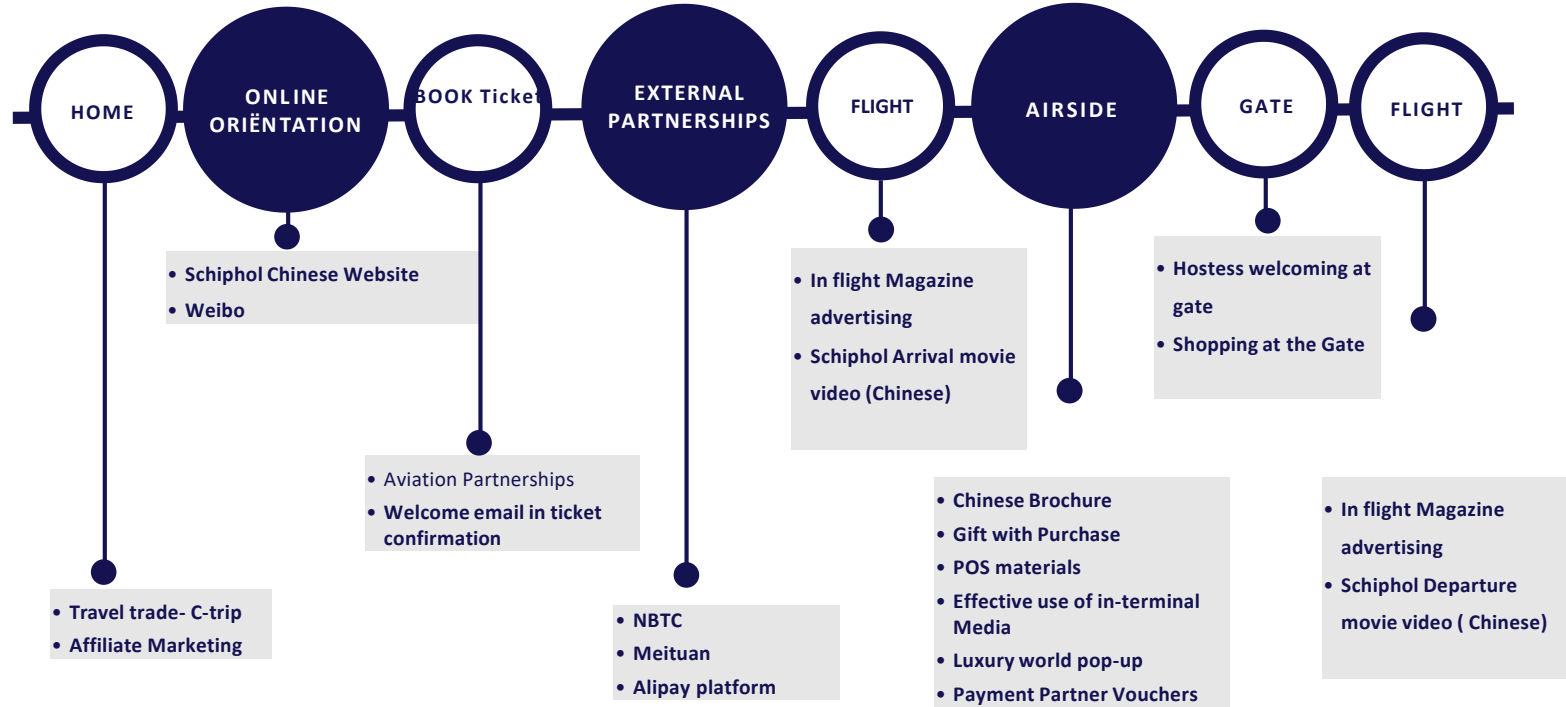 HOME
ONLINE
ORIËNTATION
BOOK Ticket
EXTERNAL
PARTNERSHIPS
FLIGHT
AIRSIDE
GATE
FLIGHT
• Schiphol Chinese Website
• Weibo
• In flight Magazine
advertising
• Schiphol Arrival movie
video (Chinese)
• Hostess welcoming at
gate
• Shopping at the Gate
• Aviation Partnerships
• Welcome email in ticket
confirmation
• Travel trade- C-trip
• Affiliate Marketing
• NBTC
• Meituan
• Alipay platform
• Chinese Brochure
• Gift with Purchase
• POS materials
• Effective use of in-terminal
Media
• Luxury world pop-up
• Payment Partner Vouchers
• In flight Magazine
advertising
• Schiphol Departure
movie video ( Chinese)